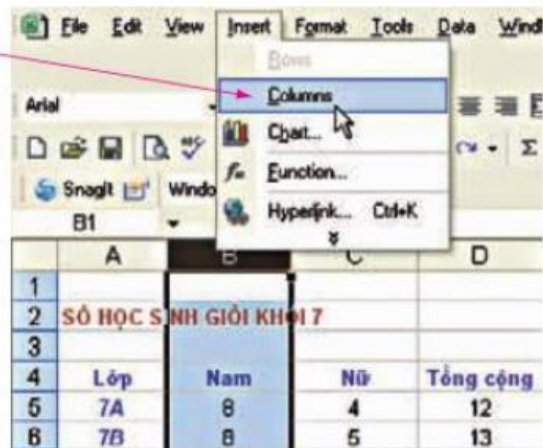 File Edit View Insert Format Tools Data Wind
Rows
Arial
Columns
Chart...
Σ
Function...
SnagIt Windo
Hyperlink... Ctrl+K
B1
A B C D
1
2 SỐ HỌC SINH GIỎI KHỐI 7
3
4 Lớp Nam Nữ Tổng cộng
5 7A 8 4 12
6 7B 8 5 13